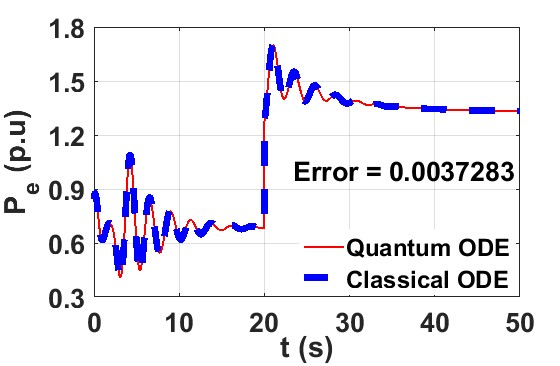 1.8
1.5
1.2
0.9
0.6
0.3
P_e (p.u)
Error = 0.0037283
Quantum ODE
Classical ODE
0 10 20 30 40 50
t (s)